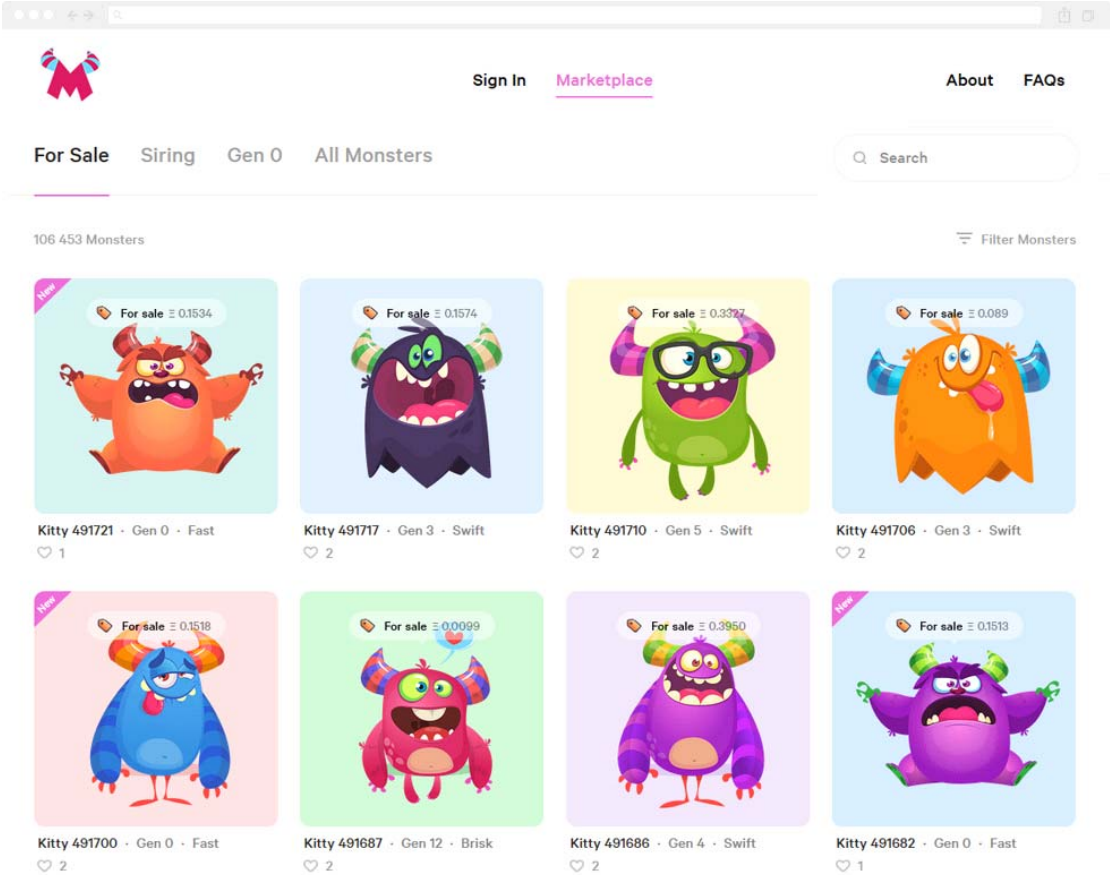 M
Sign In Marketplace About FAQs
For Sale Siring Gen 0 All Monsters Search
106 453 Monsters Filter Monsters
New
For sale Ξ 0.1534
For sale Ξ 0.1574
For sale Ξ 0.3327
For sale Ξ 0.089
Kitty 491721 · Gen 0 · Fast
1
Kitty 491717 · Gen 3 · Swift
2
Kitty 491710 · Gen 5 · Swift
2
Kitty 491706 · Gen 3 · Swift
2
New
For sale Ξ 0.1518
For sale Ξ 0.0099
For sale Ξ 0.3950
New
For sale Ξ 0.1513
Kitty 491700 · Gen 0 · Fast
2
Kitty 491687 · Gen 12 · Brisk
2
Kitty 491686 · Gen 4 · Swift
2
Kitty 491682 · Gen 0 · Fast
1